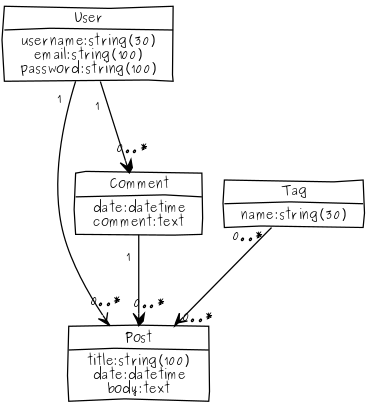 User
username:string(30)
email:string(100)
password:string(100)
1
1
0..*
Comment
date:datetime
comment:text
Tag
name:string(30)
1
0..*
0..*
0..*
0..*
Post
title:string(100)
date:datetime
body:text